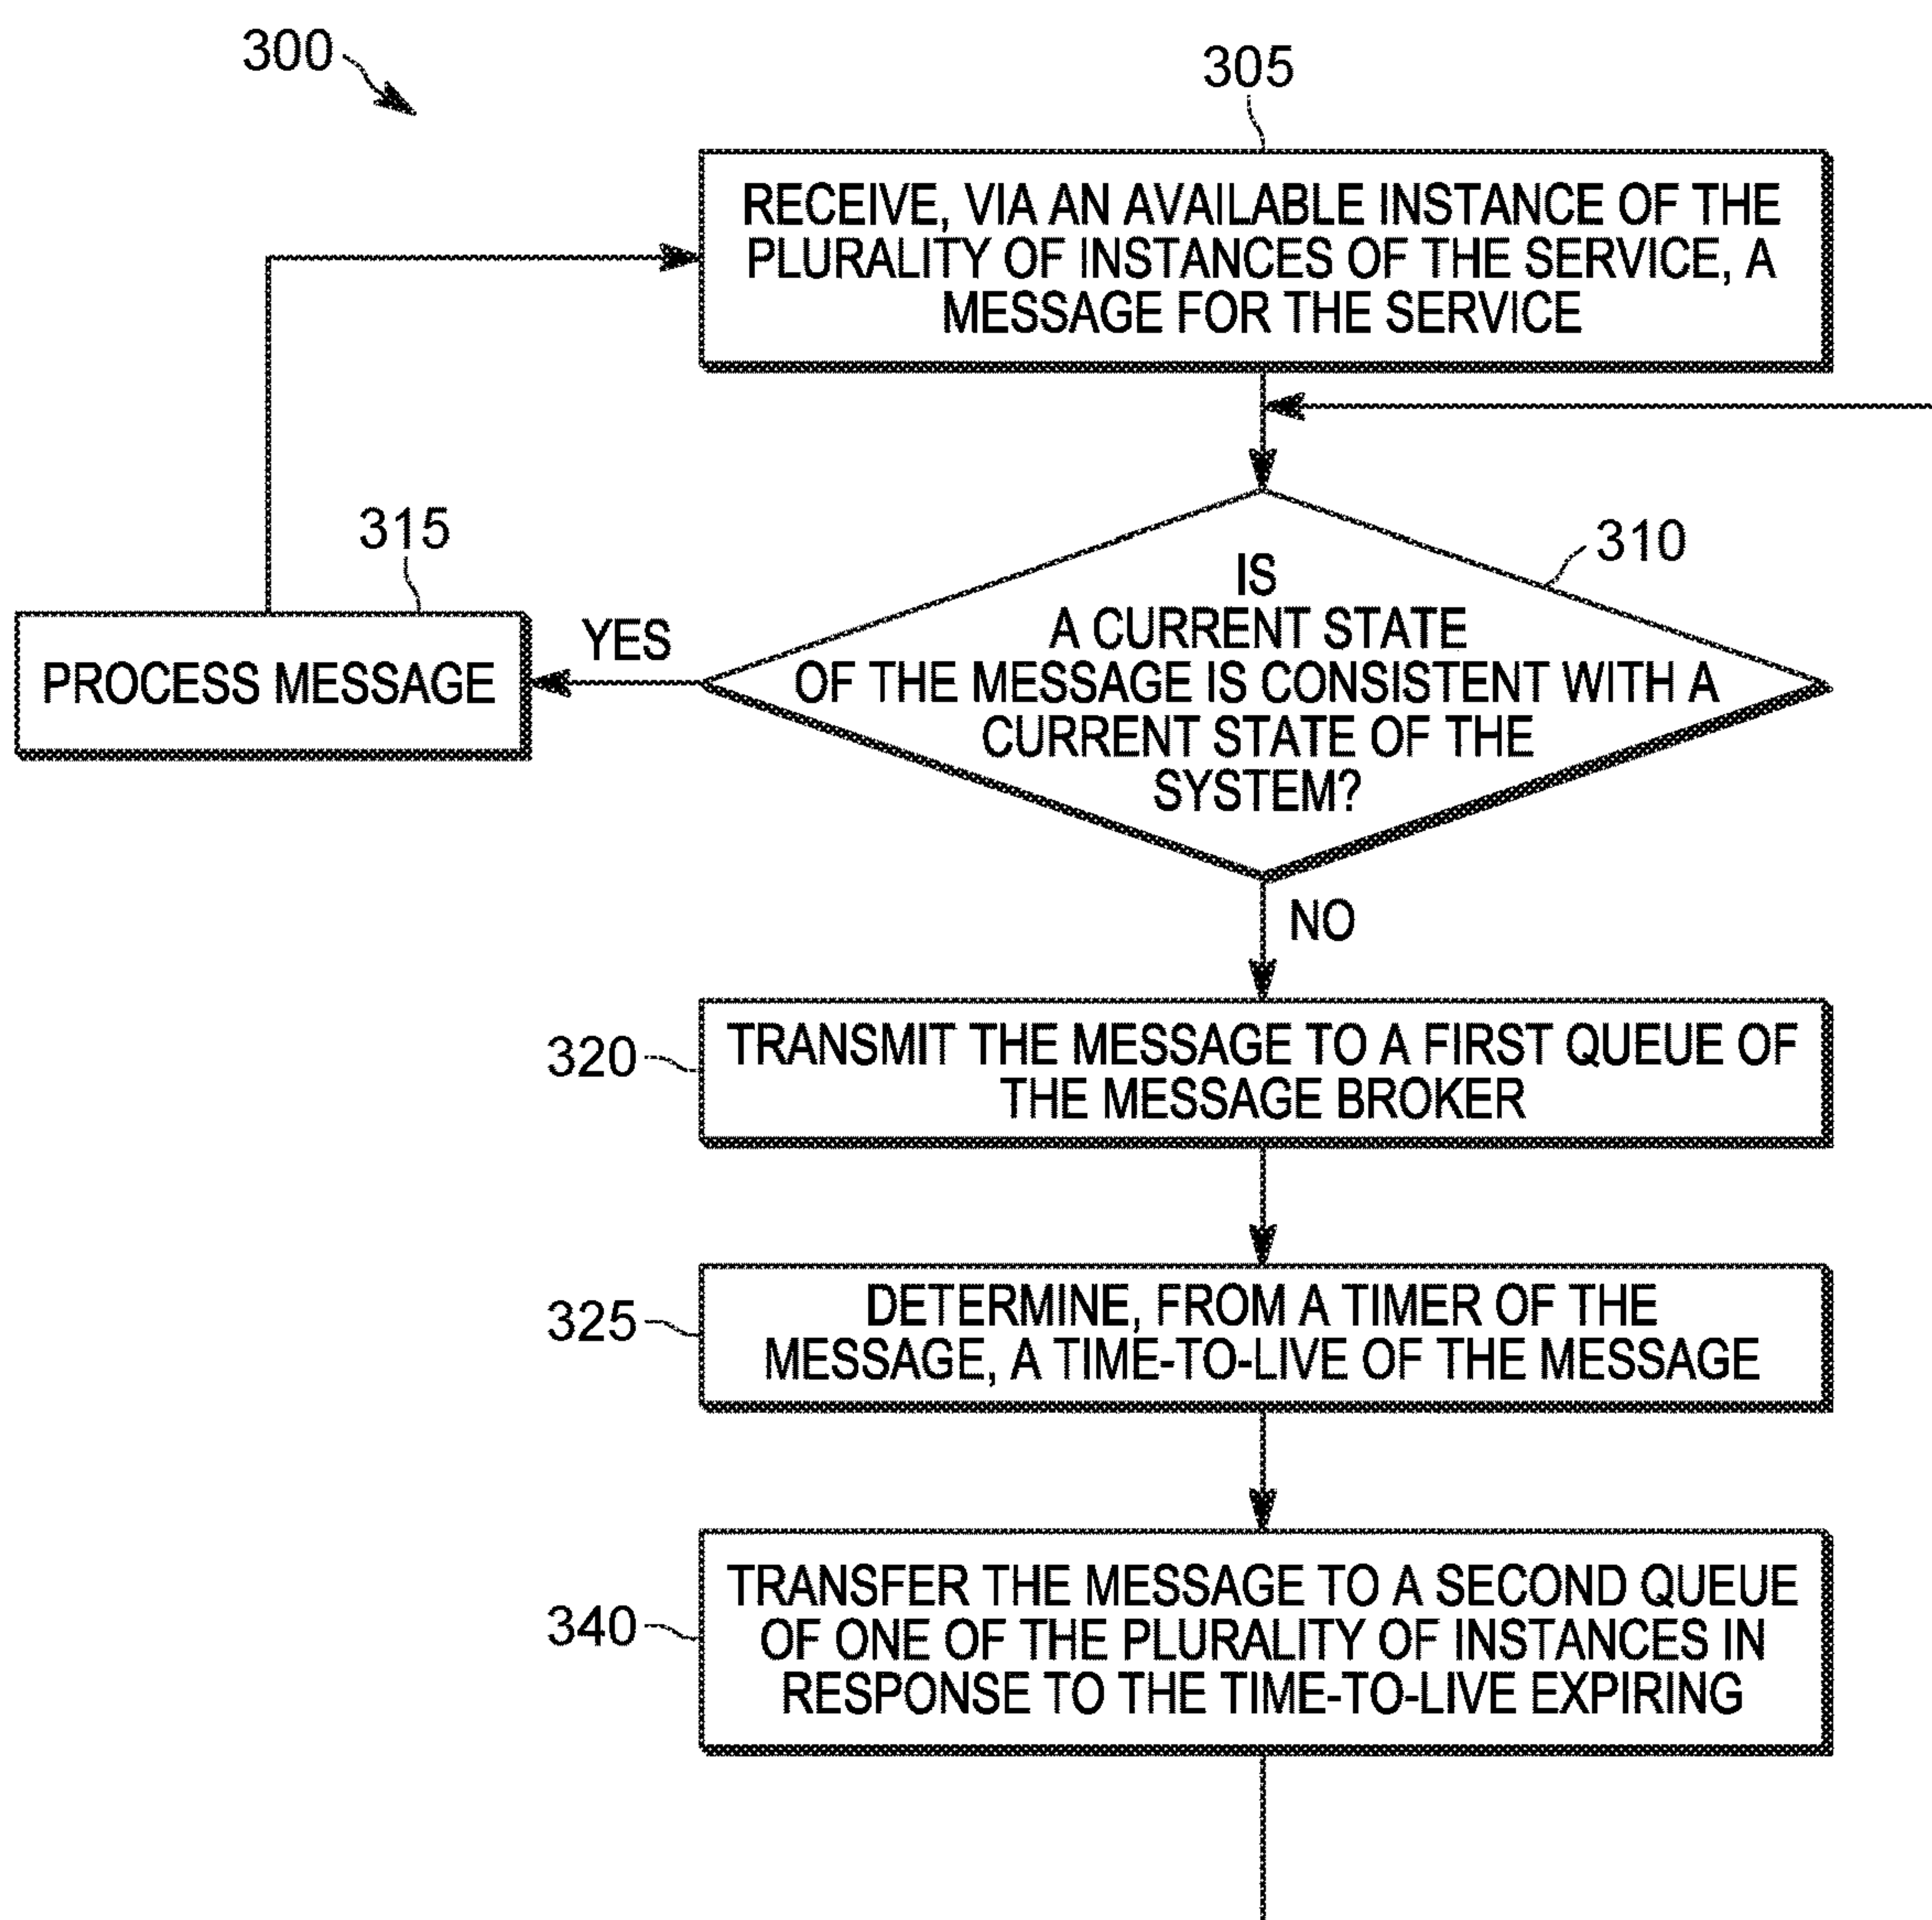 300
305
RECEIVE, VIA AN AVAILABLE INSTANCE OF THE
PLURALITY OF INSTANCES OF THE SERVICE, A
MESSAGE FOR THE SERVICE
315
310
IS
A CURRENT STATE
OF THE MESSAGE IS CONSISTENT WITH A
CURRENT STATE OF THE
SYSTEM?
YES
PROCESS MESSAGE
NO
320
TRANSMIT THE MESSAGE TO A FIRST QUEUE OF
THE MESSAGE BROKER
325
DETERMINE, FROM A TIMER OF THE
MESSAGE, A TIME-TO-LIVE OF THE MESSAGE
340
TRANSFER THE MESSAGE TO A SECOND QUEUE
OF ONE OF THE PLURALITY OF INSTANCES IN
RESPONSE TO THE TIME-TO-LIVE EXPIRING